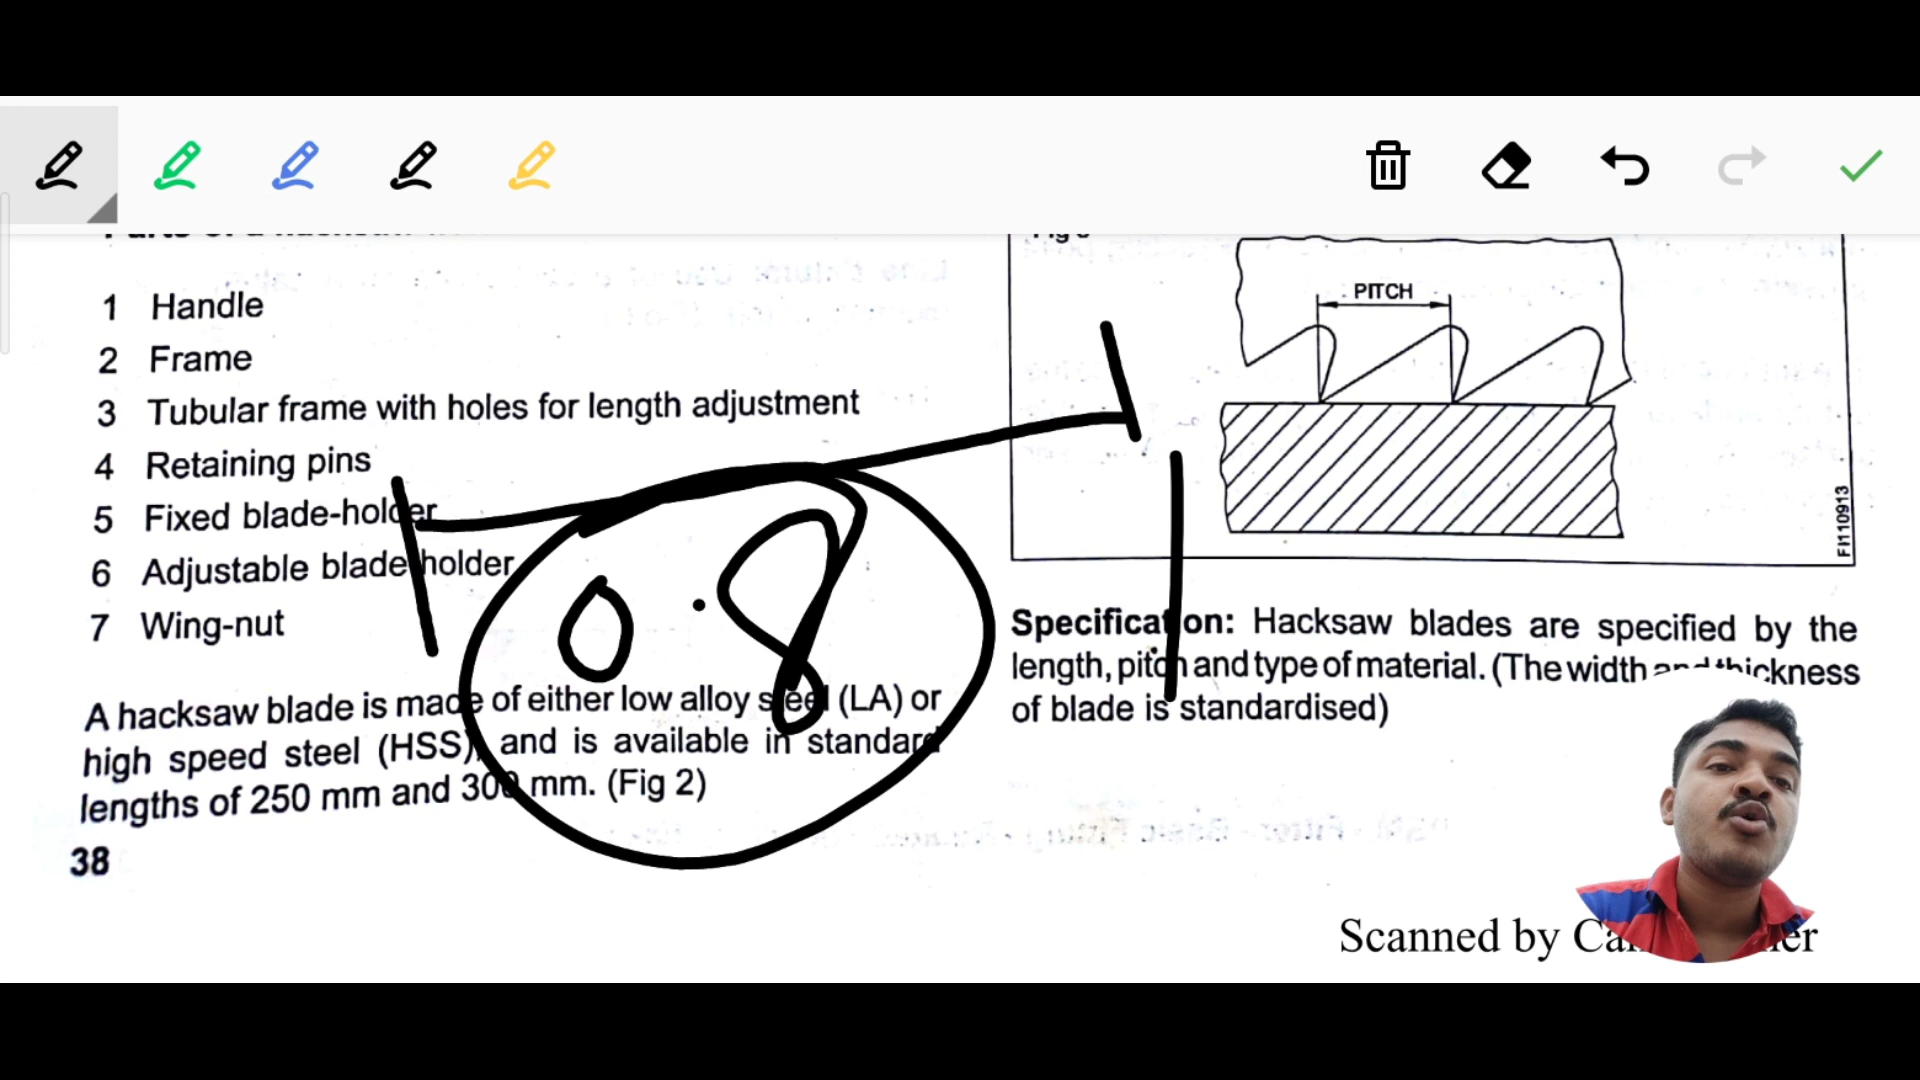 1 Handle
2 Frame
3 Tubular frame with holes for length adjustment
4 Retaining pins
5 Fixed blade-holder
6 Adjustable blade holder
7 Wing-nut
A hacksaw blade is made of either low alloy steel (LA) or
high speed steel (HSS), and is available in standard
lengths of 250 mm and 300 mm. (Fig 2)
38
0.8
PITCH
FI110913
Specification: Hacksaw blades are specified by the
length, pitch and type of material. (The width and thickness
of blade is standardised)
Scanned by